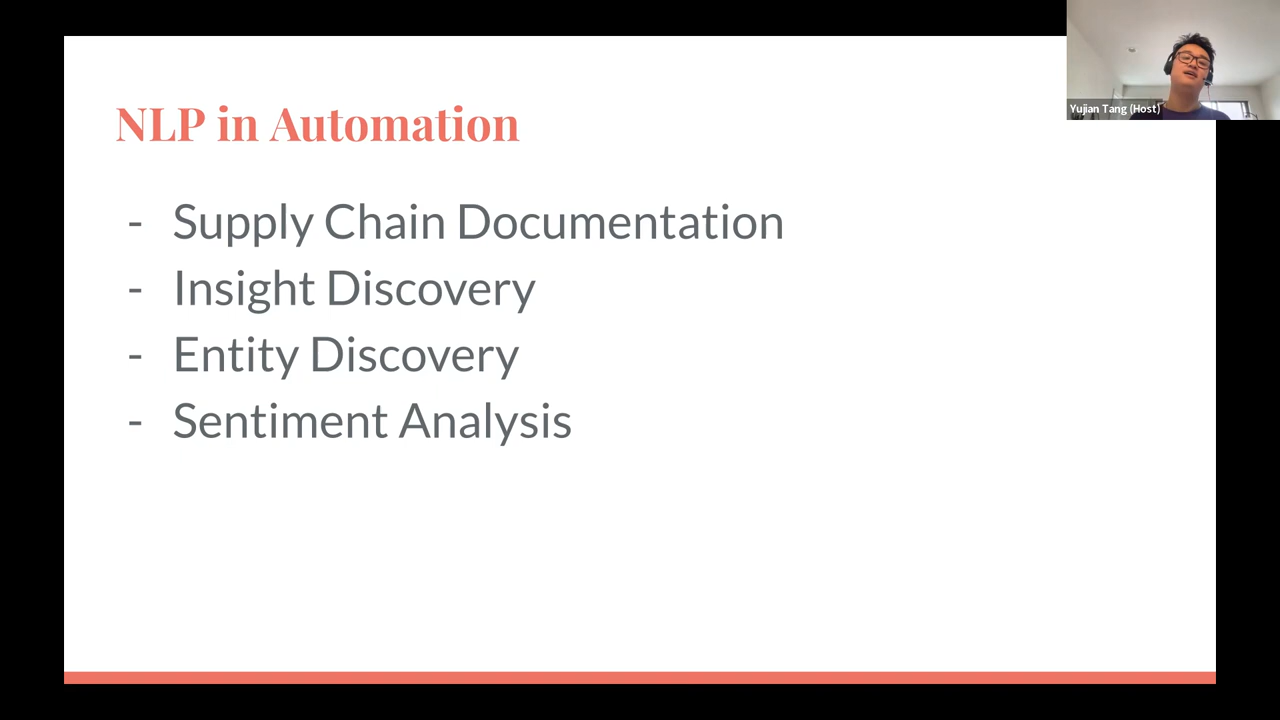 NLP in Automation
- Supply Chain Documentation
- Insight Discovery
- Entity Discovery
- Sentiment Analysis
Yujian Tang (Host)